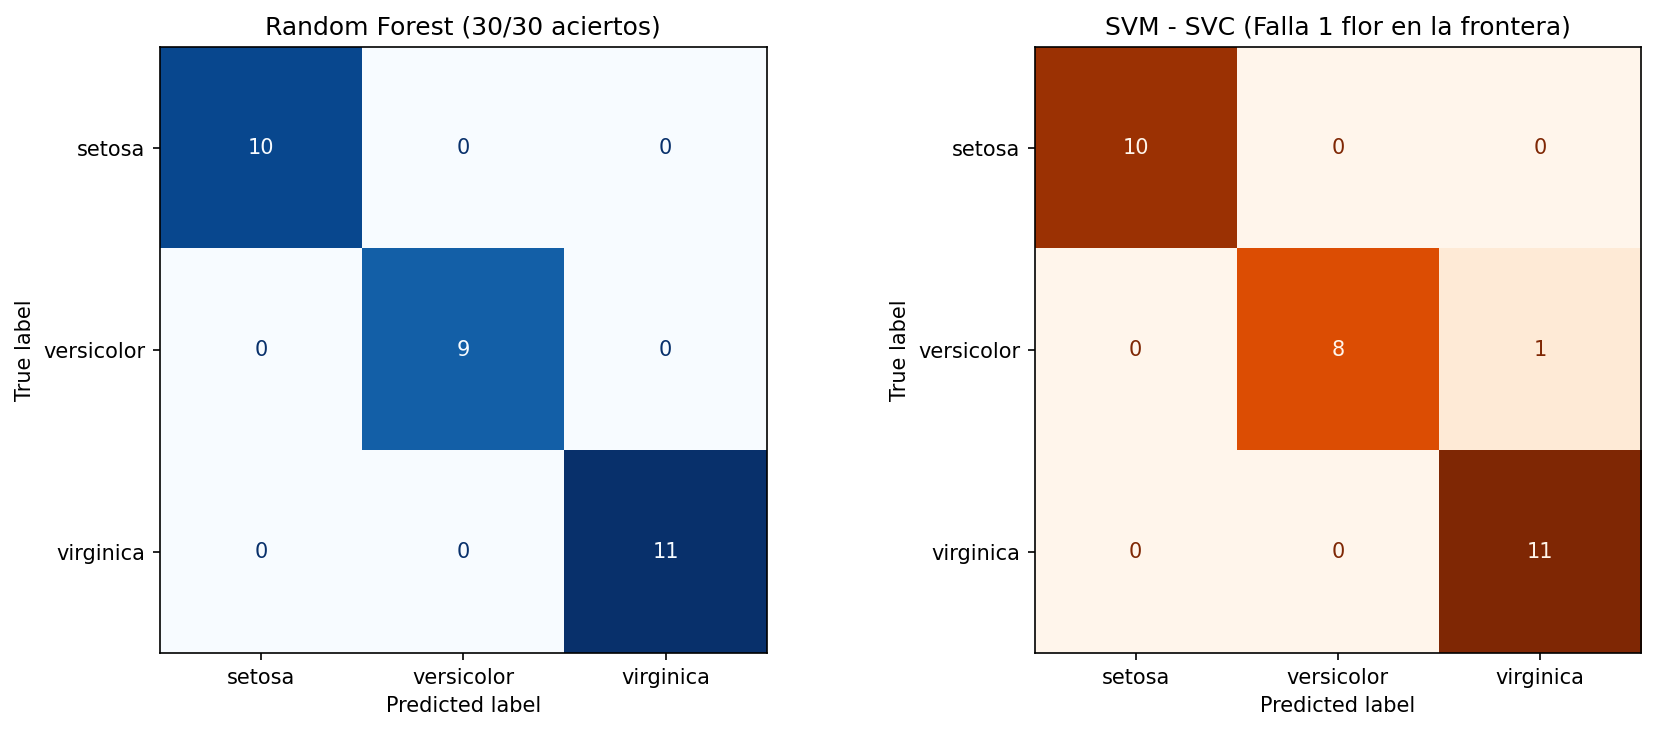 Random Forest (30/30 aciertos)
True label
setosa
10 0 0
versicolor
0 9 0
virginica
0 0 11
setosa versicolor virginica
Predicted label
SVM - SVC (Falla 1 flor en la frontera)
True label
setosa
10 0 0
versicolor
0 8 1
virginica
0 0 11
setosa versicolor virginica
Predicted label